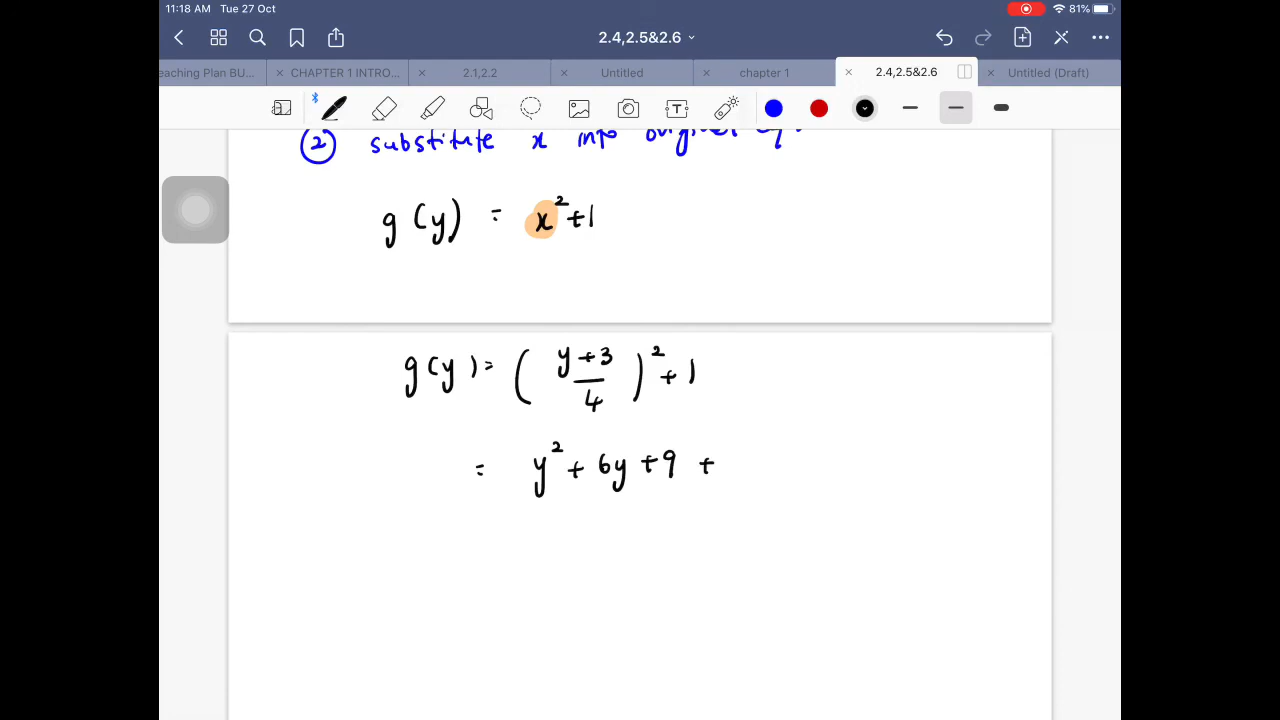 11:18 AM Tue 27 Oct 81%
2.4,2.5&2.6
eaching Plan BU... CHAPTER 1 INTRO... 2.1,2.2 Untitled chapter 1 2.4,2.5&2.6 Untitled (Draft)
② substitute x into
g (y) = x² + 1
g(y) = ( y+3 / 4 )² + 1
= y² + 6y + 9 +